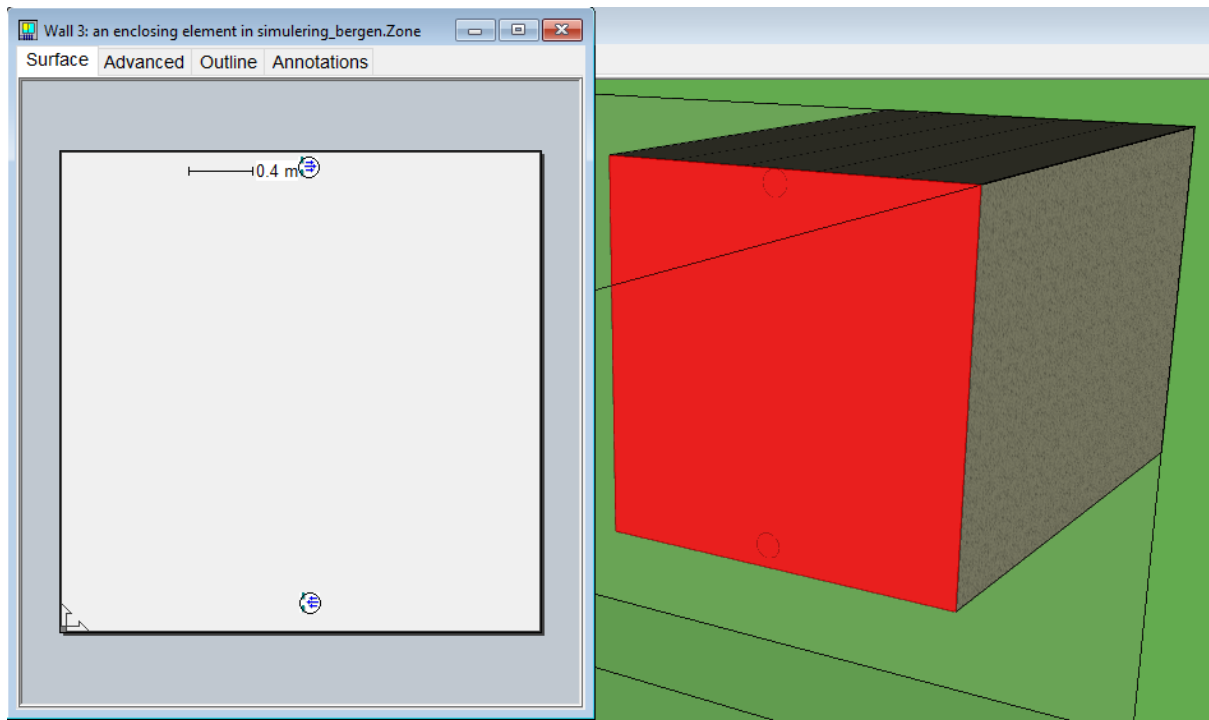 Wall 3: an enclosing element in simulering_bergen.Zone
Surface Advanced Outline Annotations
0.4 m